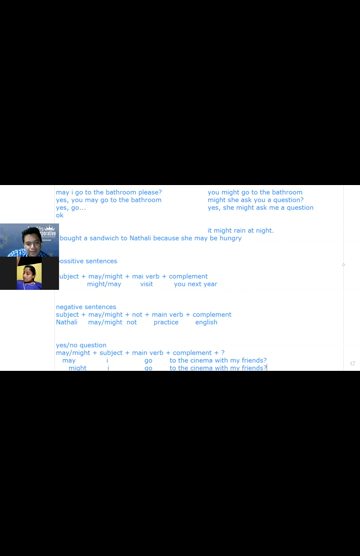 may i go to the bathroom please?
yes, you may go to the bathroom
yes, go...
ok
you might go to the bathroom
might she ask you a question?
yes, she might ask me a question
it might rain at night.
bought a sandwich to Nathali because she may be hungry
ossitive sentences
subject + may/might + mai verb + complement
might/may visit you next year
negative sentences
subject + may/might + not + main verb + complement
Nathali may/might not practice english
yes/no question
may/might + subject + main verb + complement + ?
may i go to the cinema with my friends?
might i go to the cinema with my friends?